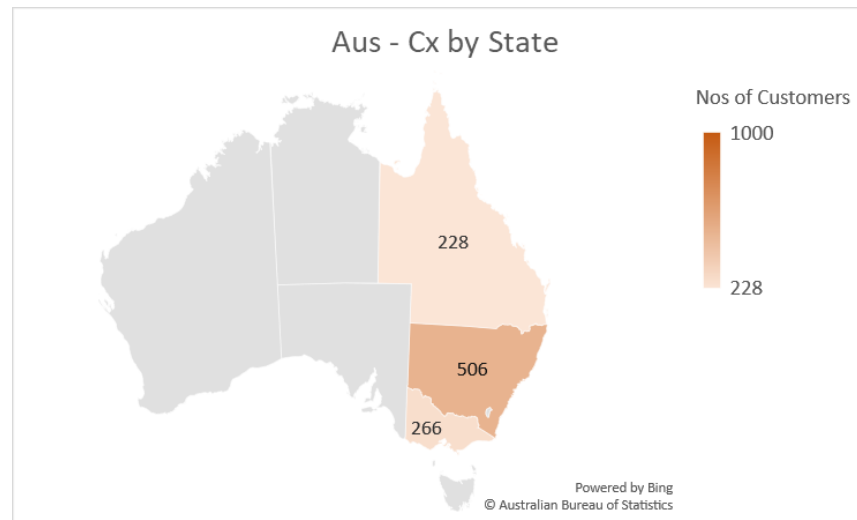 Aus - Cx by State
Nos of Customers
1000
228
228
506
266
Powered by Bing
© Australian Bureau of Statistics